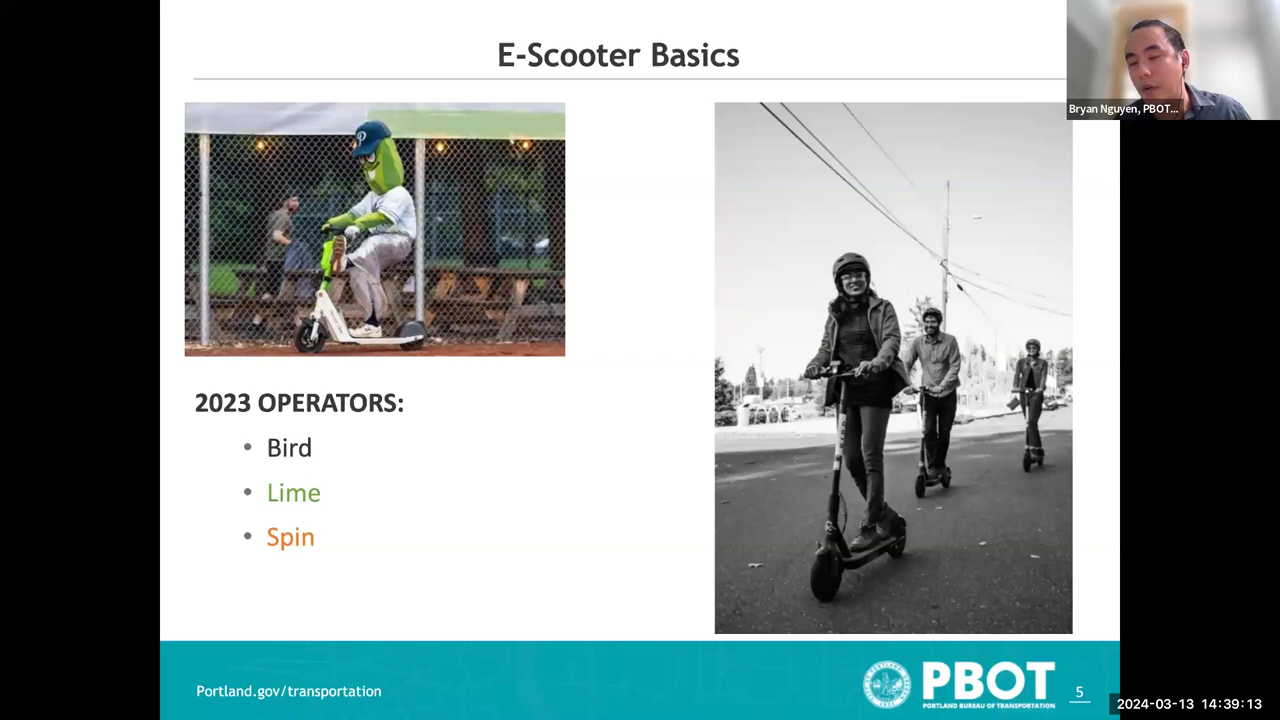 E-Scooter Basics
Bryan Nguyen, PBOT...
P
2023 OPERATORS:
• Bird
• Lime
• Spin
Portland.gov/transportation
PBOT
PORTLAND BUREAU OF TRANSPORTATION
5
2024-03-13 14:39:13